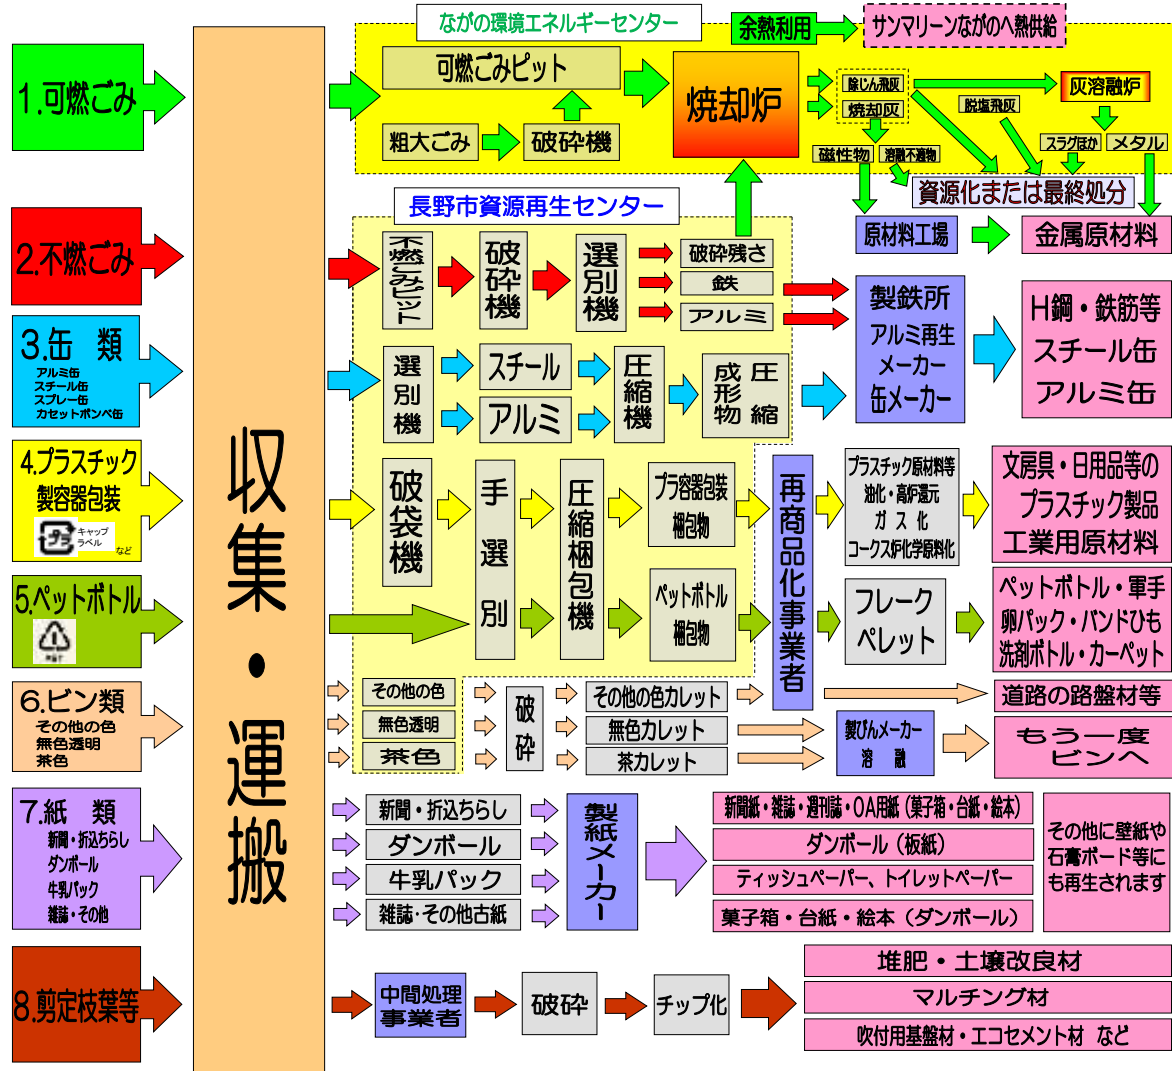 ながの環境エネルギーセンター
余熱利用
サンマリーンながのへ熱供給
1.可燃ごみ
可燃ごみピット
粗大ごみ
破砕機
焼却炉
除じん飛灰
焼却灰
灰溶融炉
脱塩飛灰
磁性物
溶融不適物
スラグほか
メタル
資源化または最終処分
原材料工場
金属原材料
長野市資源再生センター
2.不燃ごみ
不燃ごみピット
破砕機
選別機
破砕残さ
鉄
アルミ
製鉄所
アルミ再生
メーカー
缶メーカー
H鋼・鉄筋等
スチール缶
アルミ缶
3.缶 類
アルミ缶
スチール缶
スプレー缶
カセットボンベ缶
選別機
スチール
アルミ
圧縮機
圧縮
成形物
4.プラスチック
製容器包装
プラ
キャップ
ラベル
など
破袋機
手選別
圧縮梱包機
プラ容器包装
梱包物
再商品化事業者
プラスチック原材料等
油化・高炉還元
ガス化
コークス炉化学原料化
文房具・日用品等の
プラスチック製品
工業用原材料
5.ペットボトル
1
ペットボトル
梱包物
フレーク
ペレット
ペットボトル・軍手
卵パック・バンドひも
洗剤ボトル・カーペット
6.ビン類
その他の色
無色透明
茶色
その他の色
無色透明
茶色
破砕
その他の色カレット
無色カレット
茶カレット
製びんメーカー
溶 融
道路の路盤材等
もう一度
ビンへ
収集・運搬
7.紙 類
新聞・折込ちらし
ダンボール
牛乳パック
雑誌・その他
新聞・折込ちらし
ダンボール
牛乳パック
雑誌・その他古紙
製紙メーカー
新聞紙・雑誌・週刊誌・OA用紙(菓子箱・台紙・絵本)
ダンボール(板紙)
ティッシュペーパー、トイレットペーパー
菓子箱・台紙・絵本(ダンボール)
その他に壁紙や
石膏ボード等に
も再生されます
8.剪定枝葉等
中間処理
事業者
破砕
チップ化
堆肥・土壌改良材
マルチング材
吹付用基盤材・エコセメント材 など